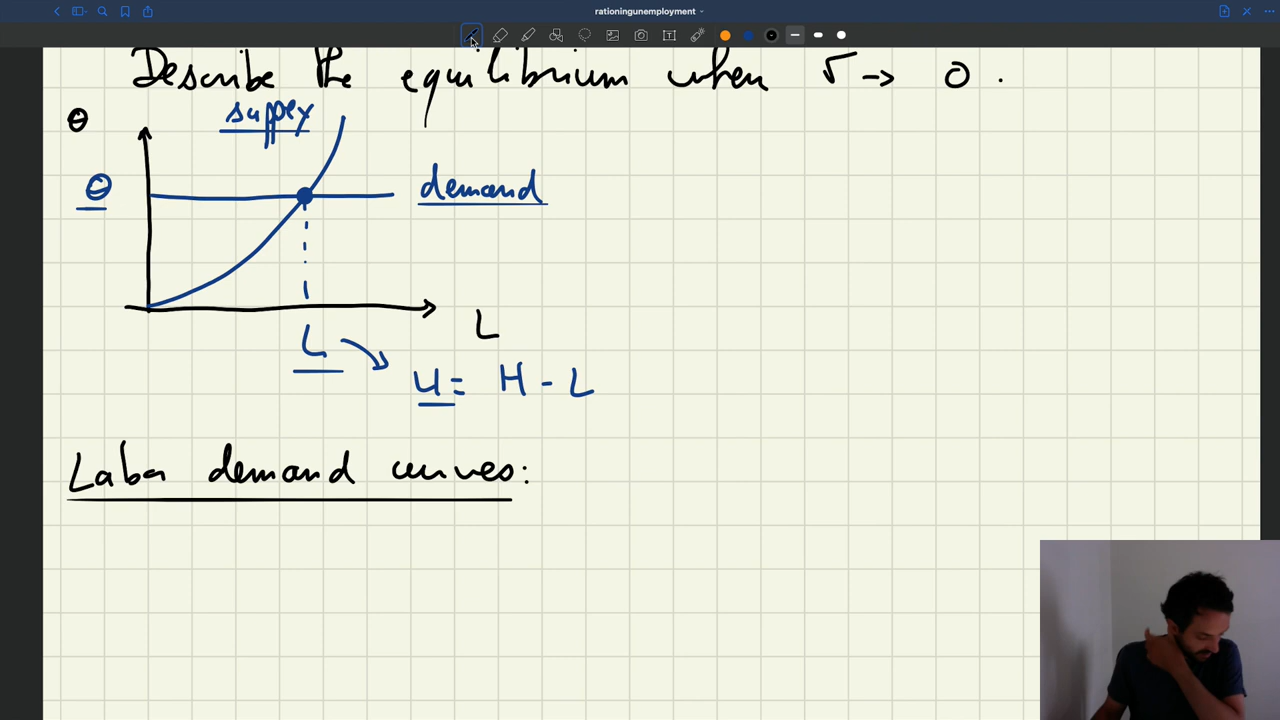 rationingunemployment
Describe the equilibrium when r → 0 .
θ
supply
θ
demand
L
L
u = H - L
Labor demand curves: